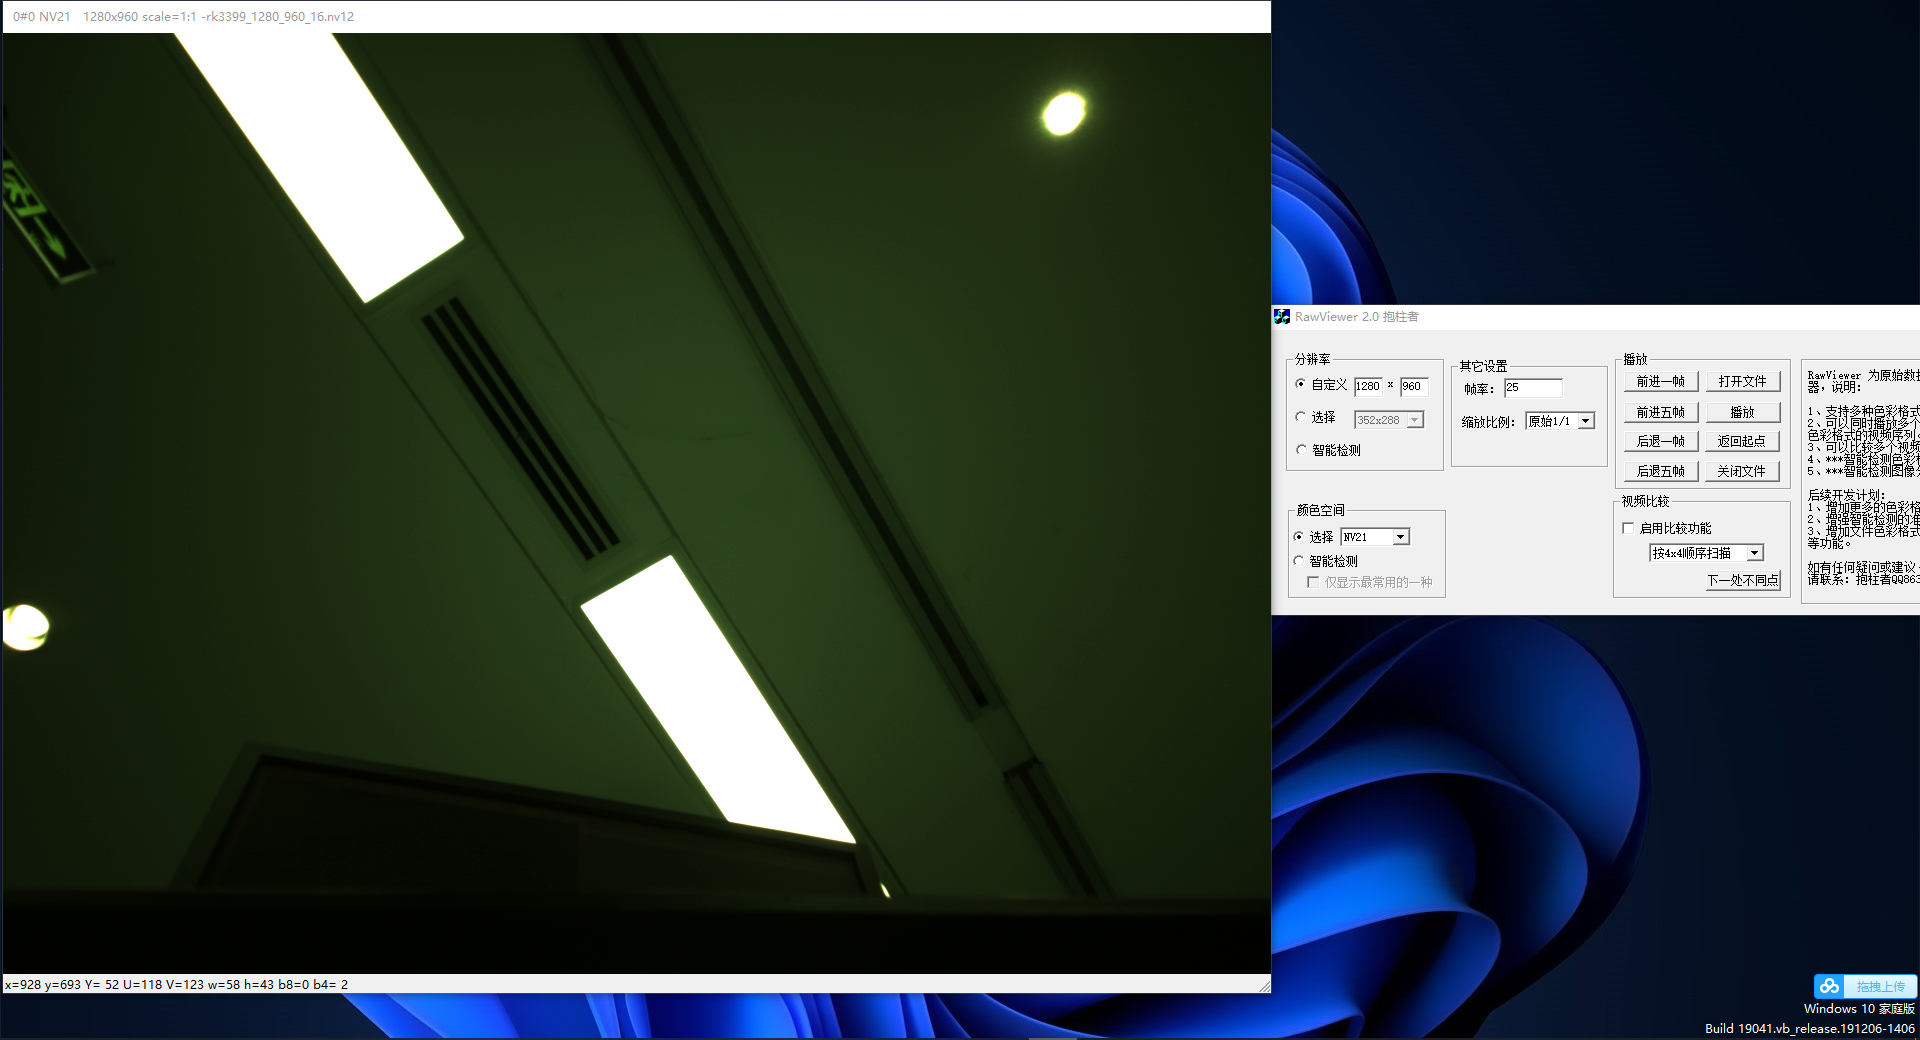 0#0 NV21 1280x960 scale=1:1 -rk3399_1280_960_16.nv12
RawViewer 2.0 抱柱者
分辨率
自定义 1280 x 960
选择 352x288
智能检测
其它设置
帧率: 25
缩放比例: 原始1/1
播放
前进一帧 打开文件
前进五帧 播放
后退一帧 返回起点
后退五帧 关闭文件
颜色空间
选择 NV21
智能检测
仅显示最常用的一种
视频比较
启用比较功能
按4x4顺序扫描
下一处不同点
RawViewer 为原始数据
器，说明:
1、支持多种色彩格式
2、可以同时播放多个
色彩格式的视频序列
3、可以比较多个视频
4、***智能检测色彩格
5、***智能检测图像分
后续开发计划:
1、增加更多的色彩格
2、增强智能检测的准
3、增加文件色彩格式
等功能。
如有任何疑问或建议
请联系: 抱柱者QQ863
x=928 y=693 Y= 52 U=118 V=123 w=58 h=43 b8=0 b4= 2
拖拽上传
Windows 10 家庭版
Build 19041.vb_release.191206-1406